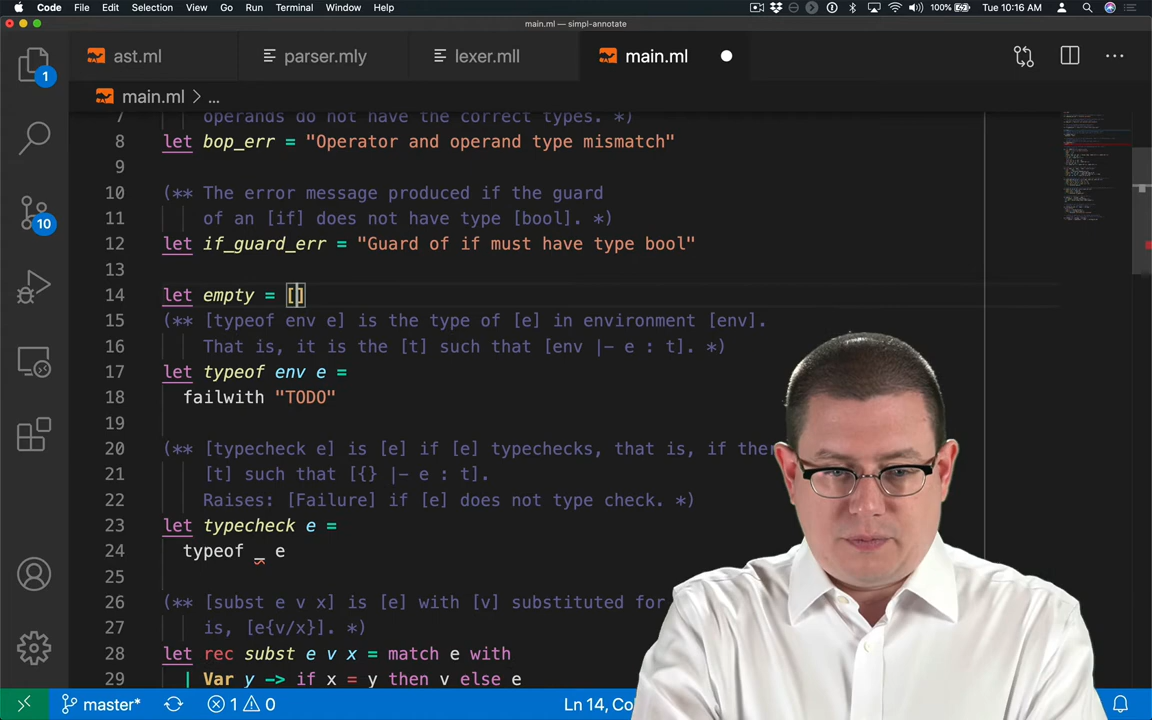 Code File Edit Selection View Go Run Terminal Window Help 100% Tue 10:16 AM
main.ml — simpl-annotate
ast.ml parser.mly lexer.mll main.ml
1
main.ml > ...
7 operands do not have the correct types. *)
8 let bop_err = "Operator and operand type mismatch"
9
10 (** The error message produced if the guard
11 of an [if] does not have type [bool]. *)
12 let if_guard_err = "Guard of if must have type bool"
13
14 let empty = []
15 (** [typeof env e] is the type of [e] in environment [env].
16 That is, it is the [t] such that [env |- e : t]. *)
17 let typeof env e =
18 failwith "TODO"
19
20 (** [typecheck e] is [e] if [e] typechecks, that is, if
21 [t] such that [{} |- e : t].
22 Raises: [Failure] if [e] does not type check. *)
23 let typecheck e =
24 typeof _ e
25
26 (** [subst e v x] is [e] with [v] substituted for
27 is, [e{v/x}]. *)
28 let rec subst e v x = match e with
29 | Var y -> if x = y then v else e
10
master* 1 0 Ln 14,